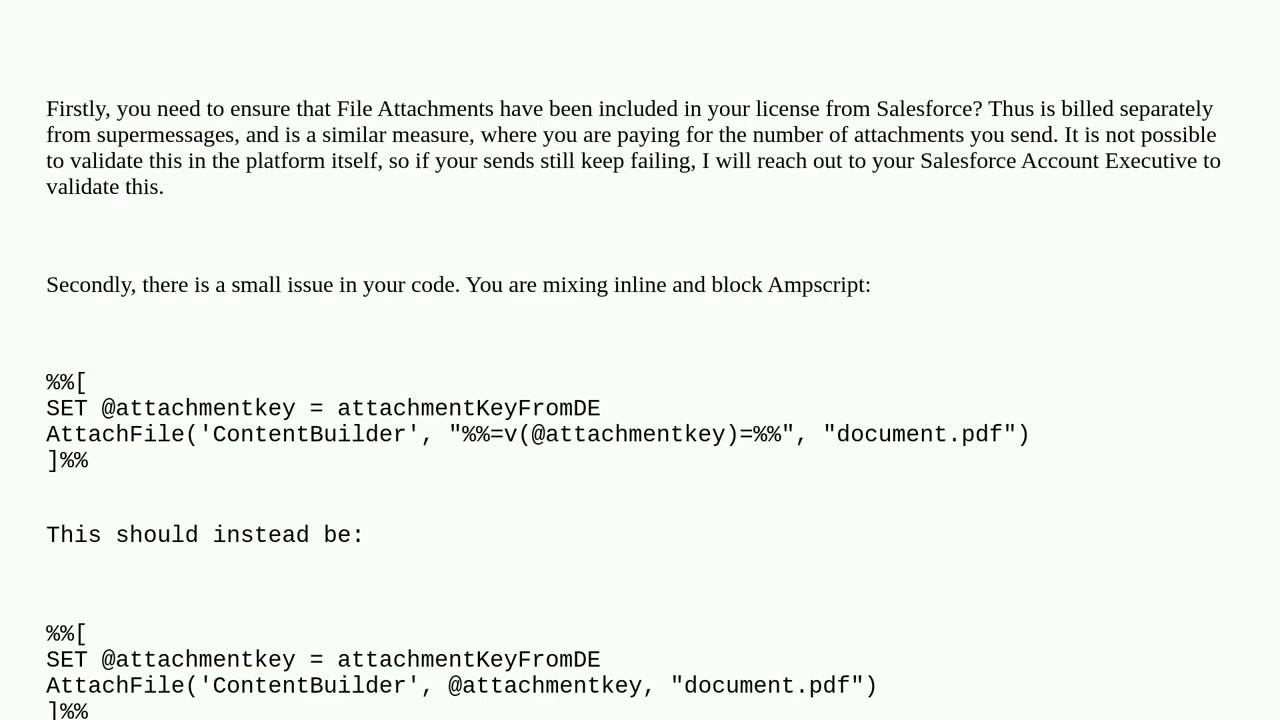 Firstly, you need to ensure that File Attachments have been included in your license from Salesforce? Thus is billed separately
from supermessages, and is a similar measure, where you are paying for the number of attachments you send. It is not possible
to validate this in the platform itself, so if your sends still keep failing, I will reach out to your Salesforce Account Executive to
validate this.
Secondly, there is a small issue in your code. You are mixing inline and block Ampscript:
%%[
SET @attachmentkey = attachmentKeyFromDE
AttachFile('ContentBuilder', "%%=v(@attachmentkey)=%%", "document.pdf")
]%%
This should instead be:
%%[
SET @attachmentkey = attachmentKeyFromDE
AttachFile('ContentBuilder', @attachmentkey, "document.pdf")
]%%